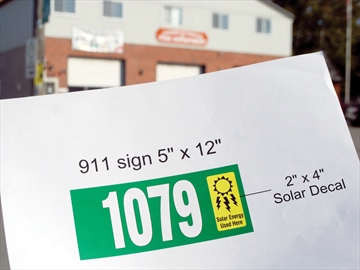 911 sign 5" x 12"
1079
Solar Energy
Used Here
2" x 4"
Solar Decal